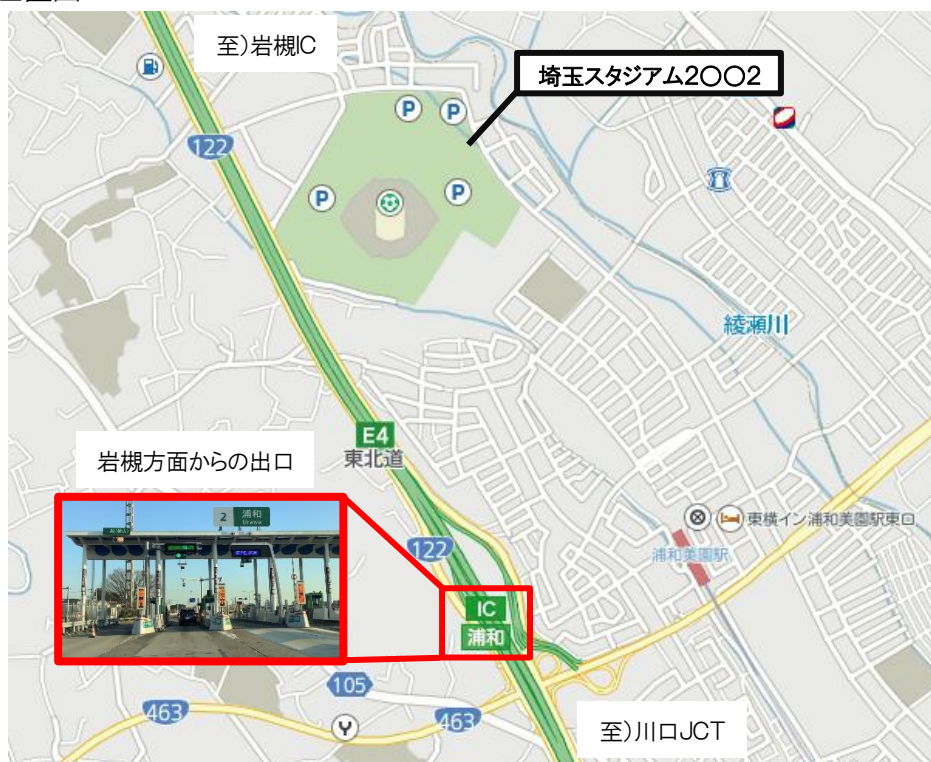 至)岩槻IC
埼玉スタジアム2〇〇2
122
P
P
P
P
綾瀬川
E4
東北道
岩槻方面からの出口
2 浦和
Urawa
東横イン浦和美園駅東口
浦和美園駅
122
IC
浦和
105
463
463
至)川口JCT